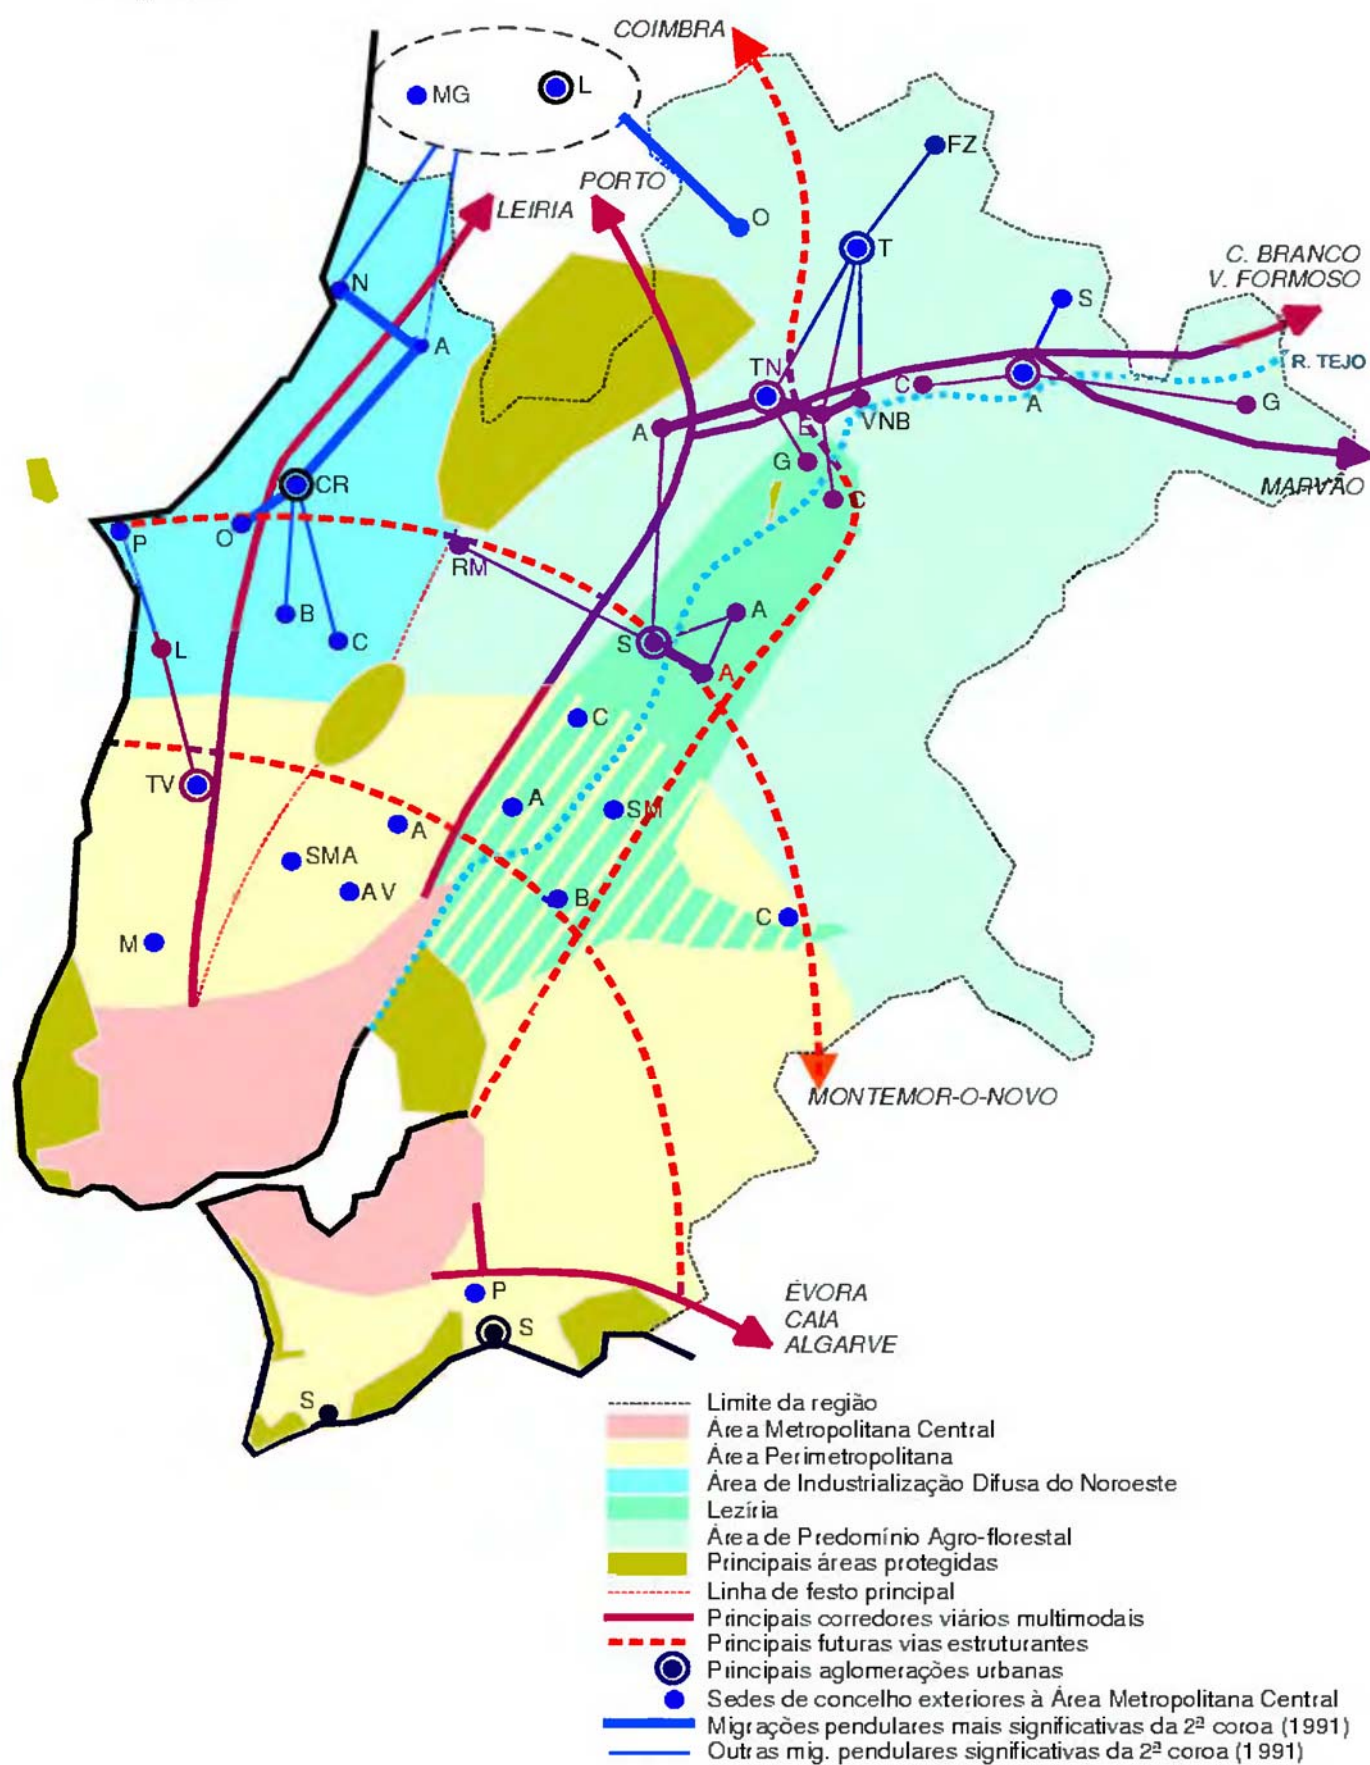 COIMBRA
MG
L
FZ
PORTO
LEIRIA
O
T
C. BRANCO
V. FORMOSO
N
S
A
R. TEJO
TN
C
A
G
E
VNB
A
G
MARVÃO
CR
C
P
O
RM
B
A
C
S
L
A
C
TV
A
SM
A
SMA
AV
B
C
M
MONTEMOR-O-NOVO
P
ÉVORA
CAIA
ALGARVE
S
S
Limite da região
Área Metropolitana Central
Área Perimetropolitana
Área de Industrialização Difusa do Noroeste
Lezíria
Área de Predomínio Agro-florestal
Principais áreas protegidas
Linha de festo principal
Principais corredores viários multimodais
Principais futuras vias estruturantes
Principais aglomerações urbanas
Sedes de concelho exteriores à Área Metropolitana Central
Migrações pendulares mais significativas da 2ª coroa (1991)
Outras mig. pendulares significativas da 2ª coroa (1991)